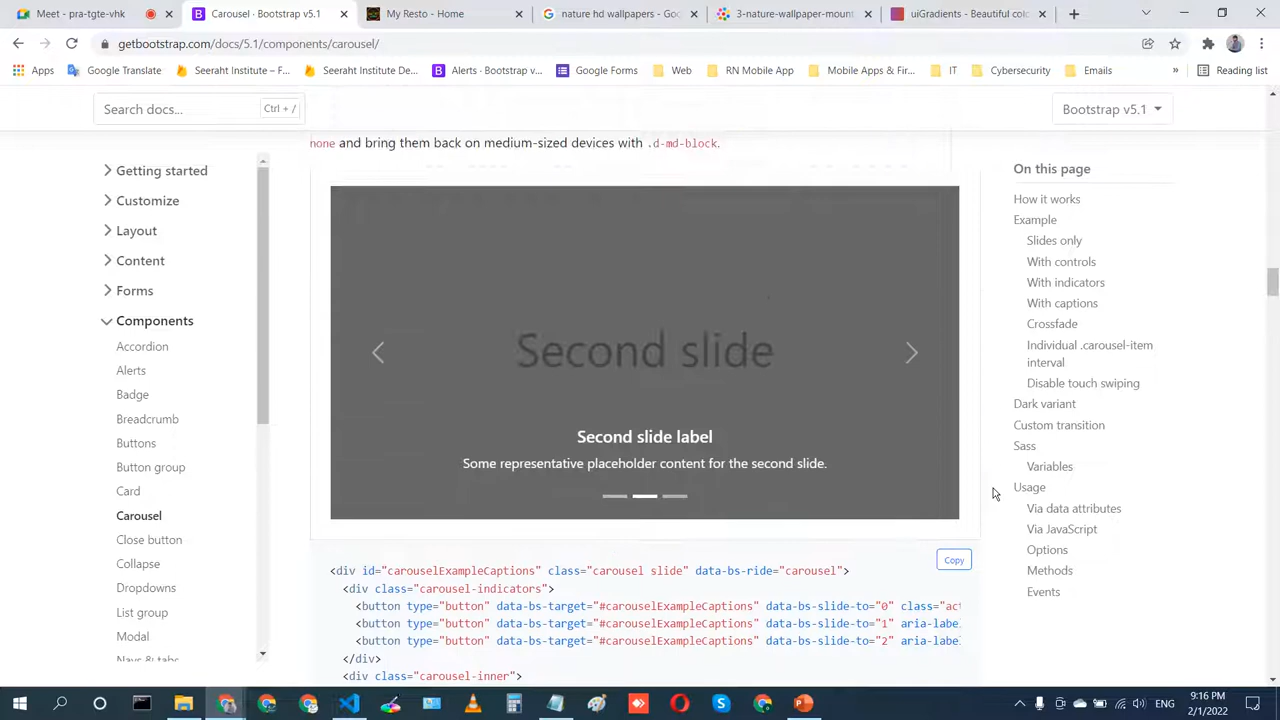 Meet - mya-vtsx
Carousel · Bootstrap v5.1
My Resto - Home
nature hd wallpapers - Goo
3-nature-wallpaper-mount
uiGradients - Beautiful colo
getbootstrap.com/docs/5.1/components/carousel/
Apps
Google Translate
Seeraht Institute – F...
Seeraht Institute De...
Alerts · Bootstrap v...
Google Forms
Web
RN Mobile App
Mobile Apps & Fir...
IT
Cybersecurity
Emails
»
Reading list
Search docs...
Ctrl + /
Bootstrap v5.1
Getting started
Customize
Layout
Content
Forms
Components
Accordion
Alerts
Badge
Breadcrumb
Buttons
Button group
Card
Carousel
Close button
Collapse
Dropdowns
List group
Modal
Navs & tabs
none and bring them back on medium-sized devices with .d-md-block.
Second slide
Second slide label
Some representative placeholder content for the second slide.
Copy
<div id="carouselExampleCaptions" class="carousel slide" data-bs-ride="carousel">
<div class="carousel-indicators">
<button type="button" data-bs-target="#carouselExampleCaptions" data-bs-slide-to="0" class="act
<button type="button" data-bs-target="#carouselExampleCaptions" data-bs-slide-to="1" aria-label
<button type="button" data-bs-target="#carouselExampleCaptions" data-bs-slide-to="2" aria-label
</div>
<div class="carousel-inner">
On this page
How it works
Example
Slides only
With controls
With indicators
With captions
Crossfade
Individual .carousel-item
interval
Disable touch swiping
Dark variant
Custom transition
Sass
Variables
Usage
Via data attributes
Via JavaScript
Options
Methods
Events
9:16 PM
2/1/2022